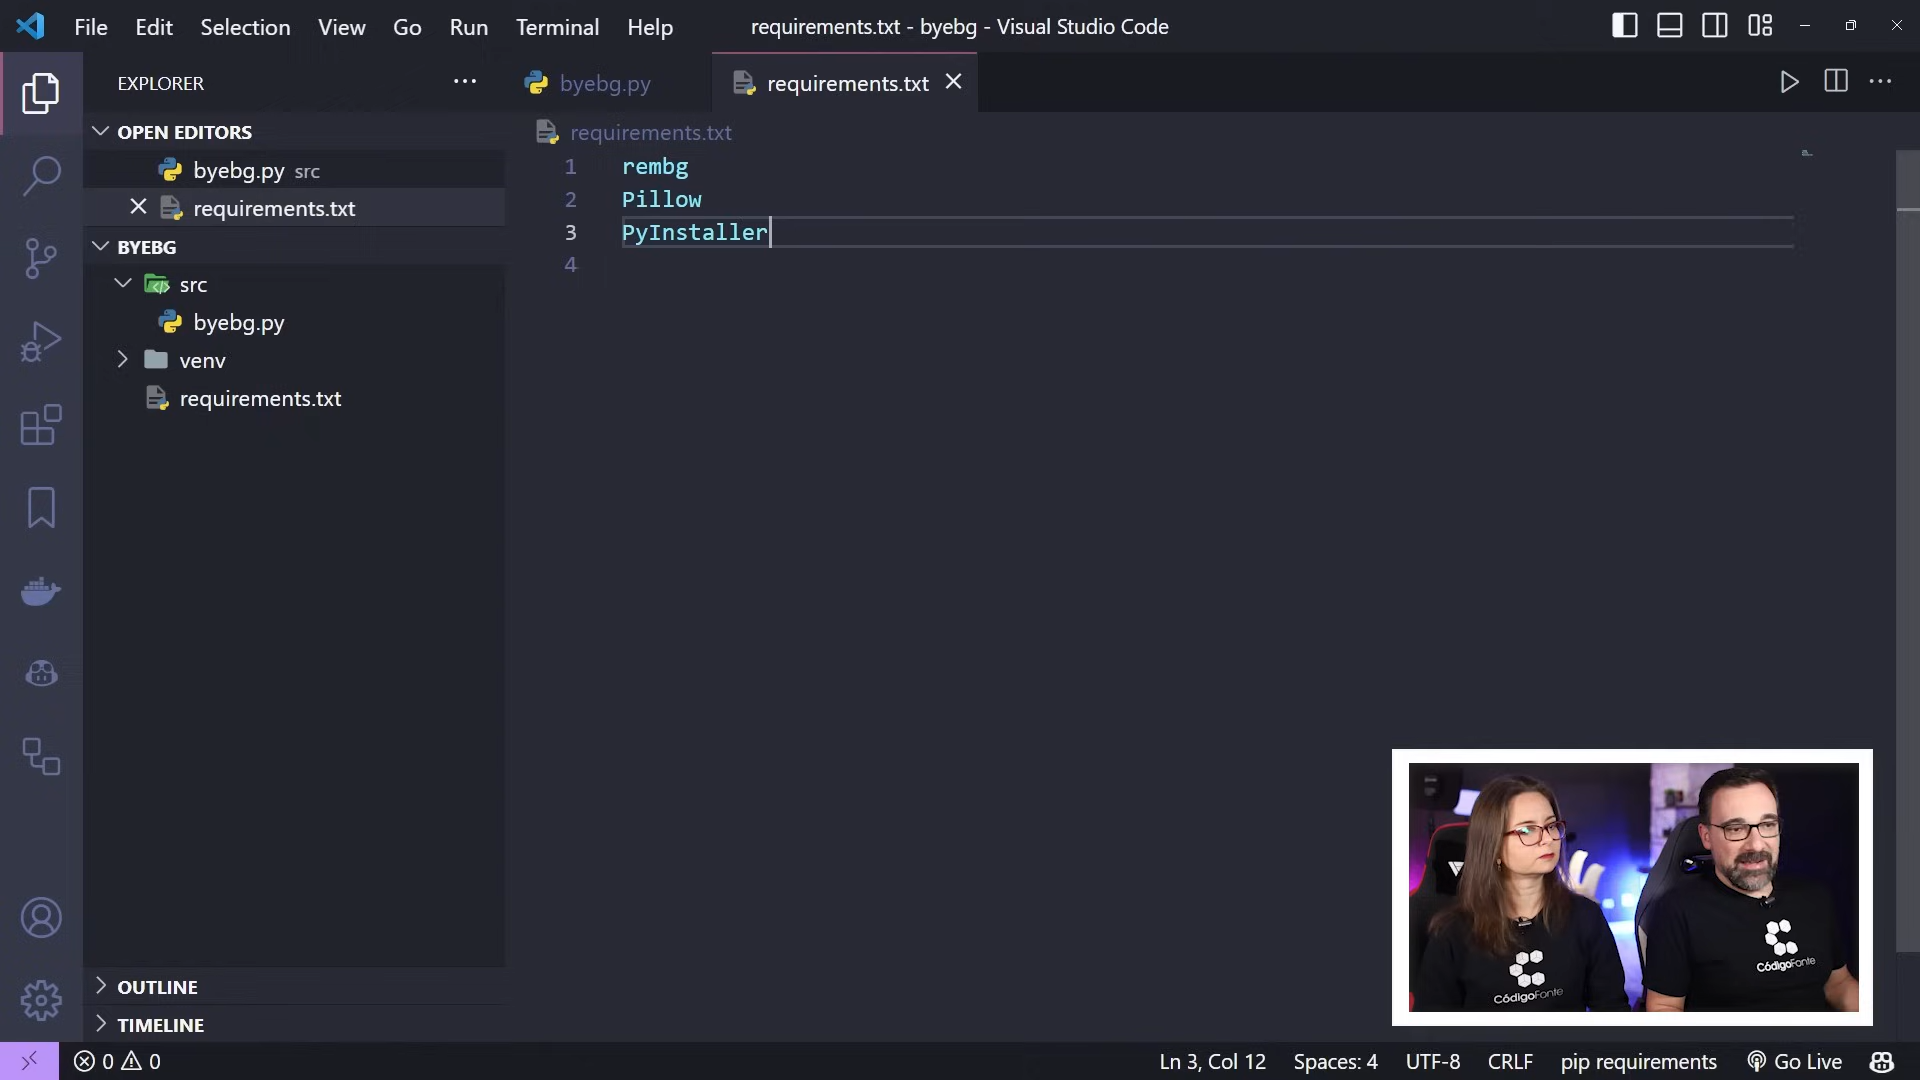 File Edit Selection View Go Run Terminal Help
requirements.txt - byebg - Visual Studio Code
EXPLORER
OPEN EDITORS
byebg.py src
requirements.txt
BYEBG
src
byebg.py
venv
requirements.txt
OUTLINE
TIMELINE
byebg.py
requirements.txt
requirements.txt
1 rembg
2 Pillow
3 PyInstaller
4
CódigoFonte
CódigoFonte
0 0
Ln 3, Col 12
Spaces: 4
UTF-8
CRLF
pip requirements
Go Live